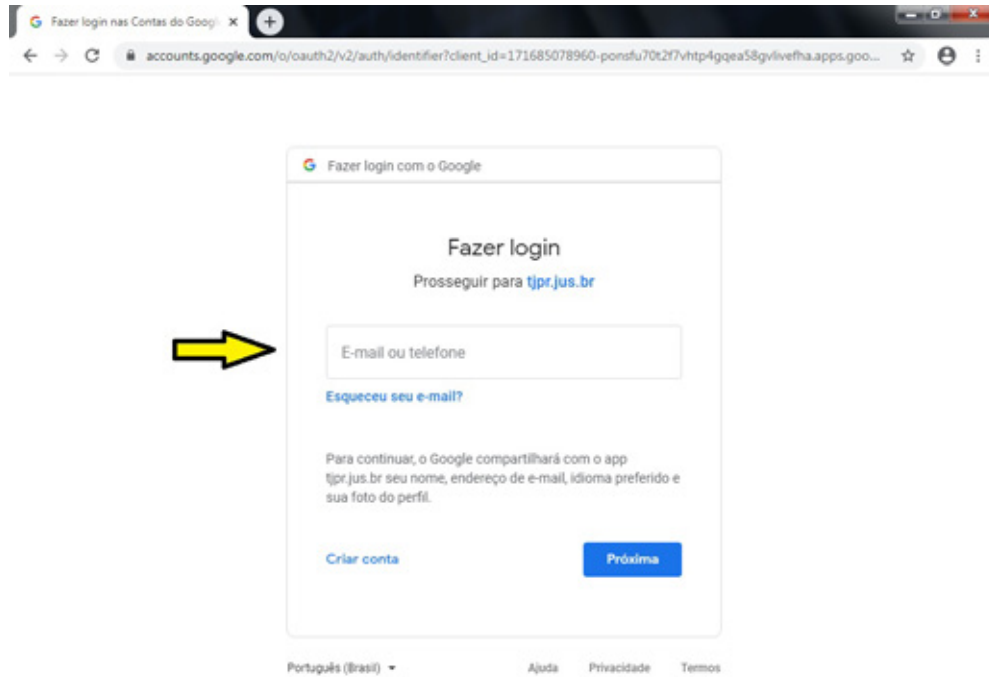 Fazer login nas Contas do Goog
accounts.google.com/o/oauth2/v2/auth/identifier?client_id=171685078960-ponsfu70t2f7vhtp4gqea58gvlivefha.apps.goo...
Fazer login com o Google
Fazer login
Prosseguir para tjpr.jus.br
E-mail ou telefone
Esqueceu seu e-mail?
Para continuar, o Google compartilhará com o app
tjpr.jus.br seu nome, endereço de e-mail, idioma preferido e
sua foto do perfil.
Criar conta Próxima
Português (Brasil) Ajuda Privacidade Termos